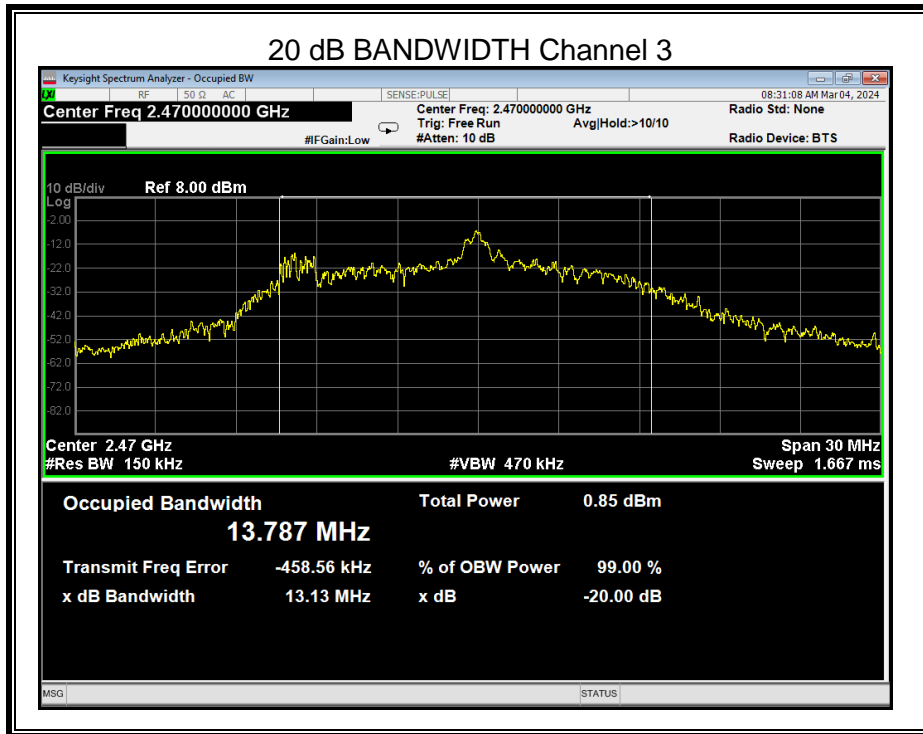 20 dB BANDWIDTH Channel 3
Keysight Spectrum Analyzer - Occupied BW
LXI RF 50 Ω AC SENSE:PULSE 08:31:08 AM Mar 04, 2024
Center Freq 2.470000000 GHz Center Freq: 2.470000000 GHz Radio Std: None
Trig: Free Run Avg|Hold:>10/10
#IFGain:Low #Atten: 10 dB Radio Device: BTS
10 dB/div Ref 8.00 dBm
Log
-2.00
-12.0
-22.0
-32.0
-42.0
-52.0
-62.0
-72.0
-82.0
Center 2.47 GHz Span 30 MHz
#Res BW 150 kHz #VBW 470 kHz Sweep 1.667 ms
Occupied Bandwidth Total Power 0.85 dBm
13.787 MHz
Transmit Freq Error -458.56 kHz % of OBW Power 99.00 %
x dB Bandwidth 13.13 MHz x dB -20.00 dB
MSG STATUS